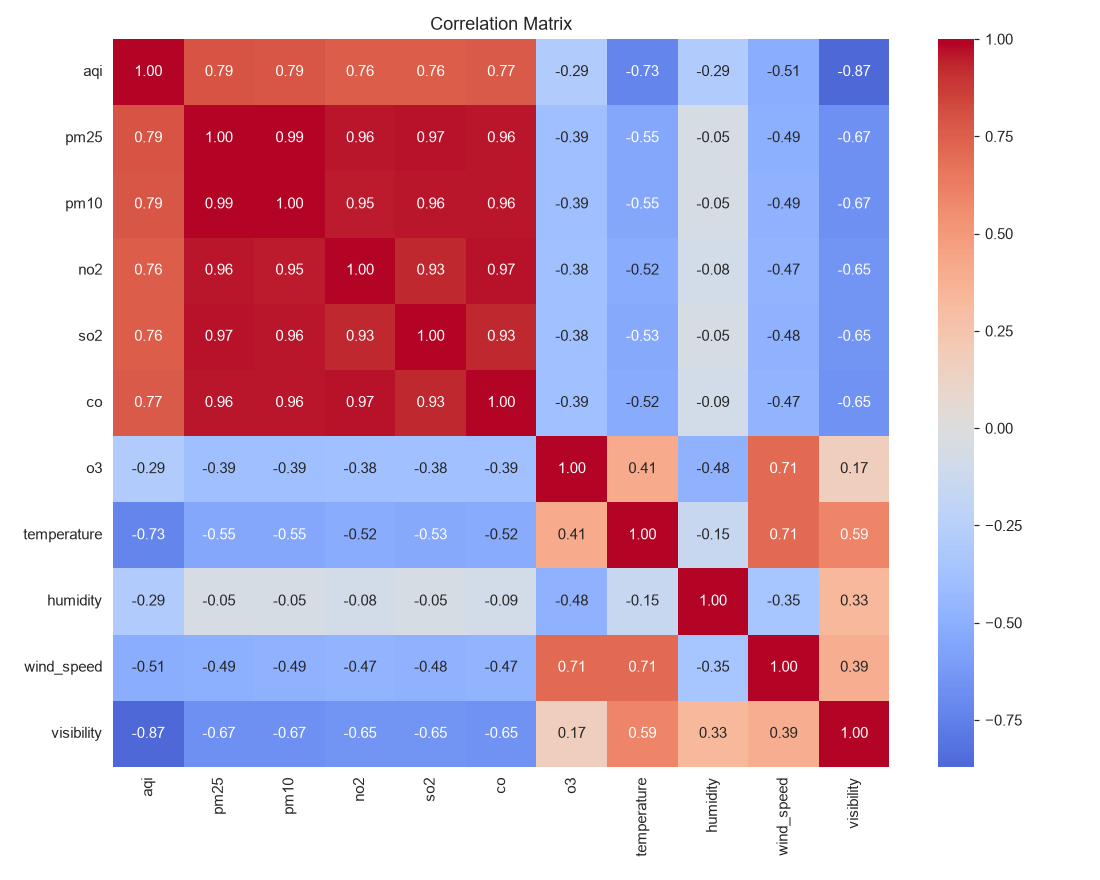 Correlation Matrix
aqi 1.00 0.79 0.79 0.76 0.76 0.77 -0.29 -0.73 -0.29 -0.51 -0.87
pm25 0.79 1.00 0.99 0.96 0.97 0.96 -0.39 -0.55 -0.05 -0.49 -0.67
pm10 0.79 0.99 1.00 0.95 0.96 0.96 -0.39 -0.55 -0.05 -0.49 -0.67
no2 0.76 0.96 0.95 1.00 0.93 0.97 -0.38 -0.52 -0.08 -0.47 -0.65
so2 0.76 0.97 0.96 0.93 1.00 0.93 -0.38 -0.53 -0.05 -0.48 -0.65
co 0.77 0.96 0.96 0.97 0.93 1.00 -0.39 -0.52 -0.09 -0.47 -0.65
o3 -0.29 -0.39 -0.39 -0.38 -0.38 -0.39 1.00 0.41 -0.48 0.71 0.17
temperature -0.73 -0.55 -0.55 -0.52 -0.53 -0.52 0.41 1.00 -0.15 0.71 0.59
humidity -0.29 -0.05 -0.05 -0.08 -0.05 -0.09 -0.48 -0.15 1.00 -0.35 0.33
wind_speed -0.51 -0.49 -0.49 -0.47 -0.48 -0.47 0.71 0.71 -0.35 1.00 0.39
visibility -0.87 -0.67 -0.67 -0.65 -0.65 -0.65 0.17 0.59 0.33 0.39 1.00
aqi pm25 pm10 no2 so2 co o3 temperature humidity wind_speed visibility
1.00
0.75
0.50
0.25
0.00
−0.25
−0.50
−0.75